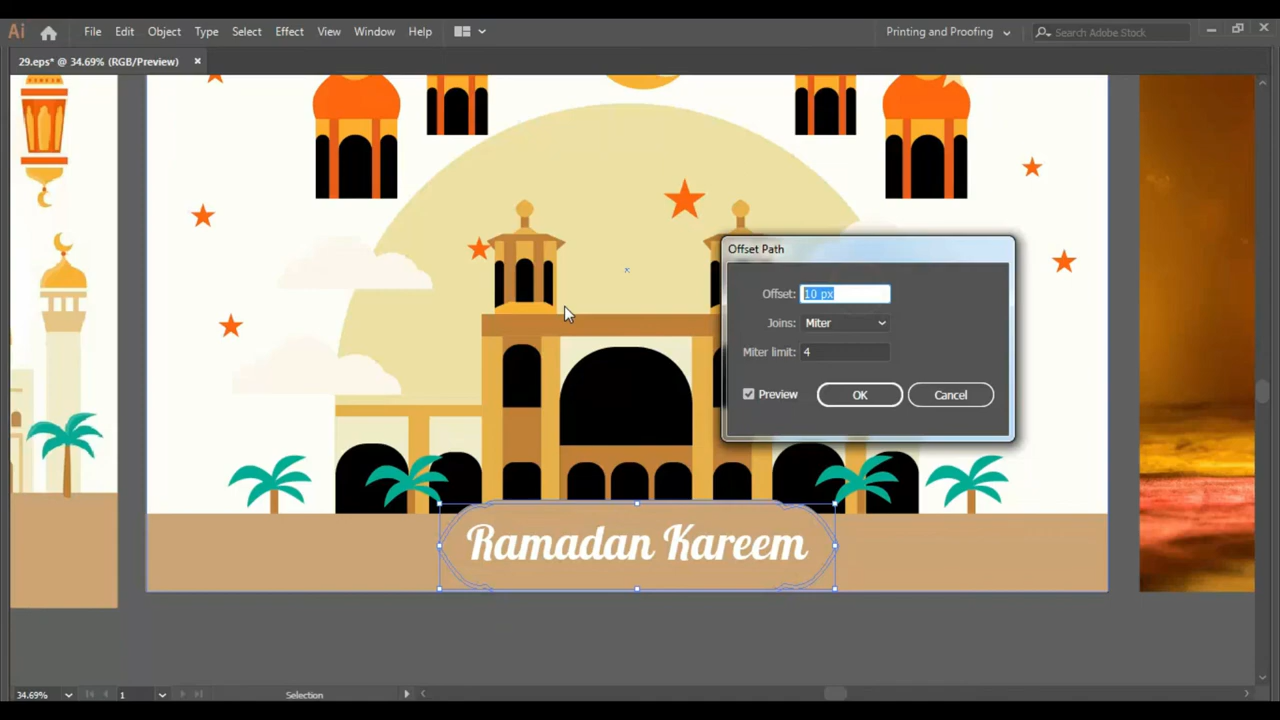 Ai File Edit Object Type Select Effect View Window Help Printing and Proofing Search Adobe Stock
29.eps* @ 34.69% (RGB/Preview) ×
Offset Path
Offset: 10 px
Joins: Miter
Miter limit: 4
Preview OK Cancel
Ramadan Kareem
34.69% 1 Selection